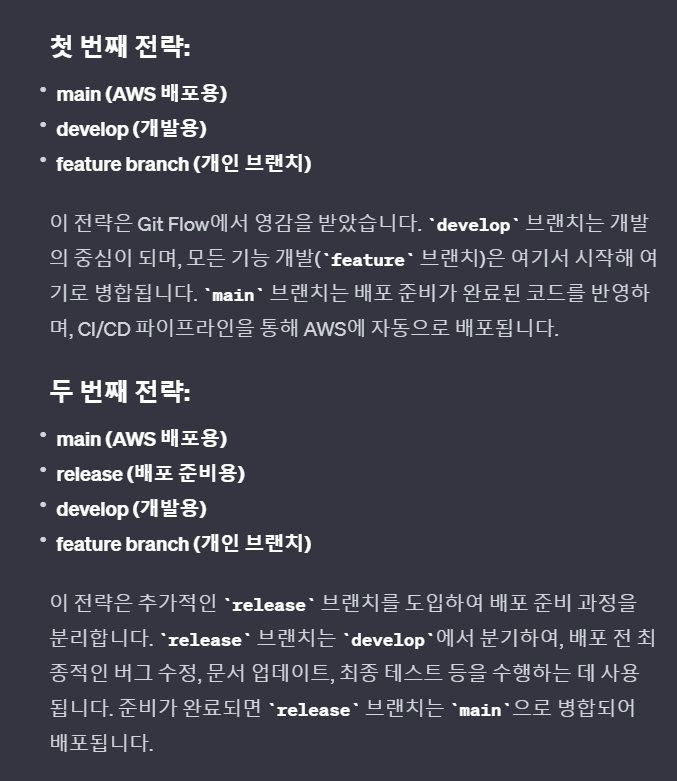 첫 번째 전략:
• main (AWS 배포용)
• develop (개발용)
• feature branch (개인 브랜치)
이 전략은 Git Flow에서 영감을 받았습니다. `develop` 브랜치는 개발
의 중심이 되며, 모든 기능 개발(`feature` 브랜치)은 여기서 시작해 여
기로 병합됩니다. `main` 브랜치는 배포 준비가 완료된 코드를 반영하
며, CI/CD 파이프라인을 통해 AWS에 자동으로 배포됩니다.
두 번째 전략:
• main (AWS 배포용)
• release (배포 준비용)
• develop (개발용)
• feature branch (개인 브랜치)
이 전략은 추가적인 `release` 브랜치를 도입하여 배포 준비 과정을
분리합니다. `release` 브랜치는 `develop`에서 분기하여, 배포 전 최
종적인 버그 수정, 문서 업데이트, 최종 테스트 등을 수행하는 데 사용
됩니다. 준비가 완료되면 `release` 브랜치는 `main`으로 병합되어
배포됩니다.